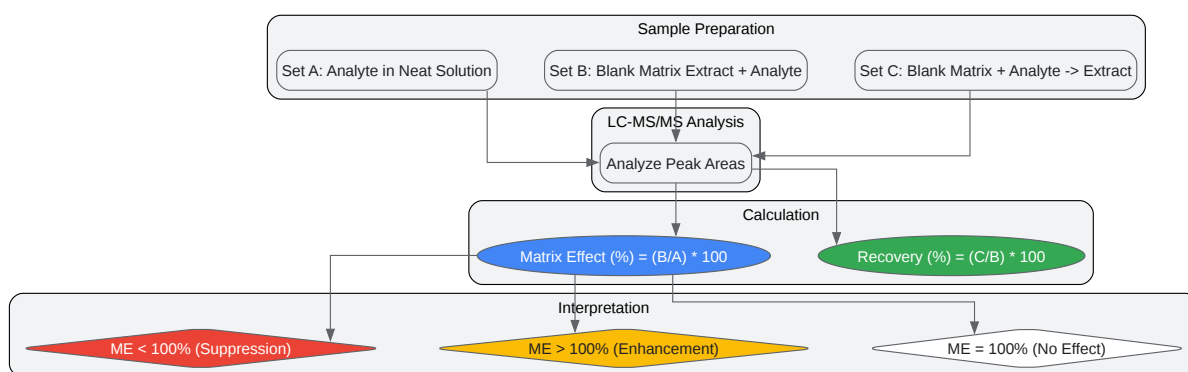 Sample Preparation
Set A: Analyte in Neat Solution
Set B: Blank Matrix Extract + Analyte
Set C: Blank Matrix + Analyte -> Extract
LC-MS/MS Analysis
Analyze Peak Areas
Calculation
Matrix Effect (%) = (B/A) * 100
Recovery (%) = (C/B) * 100
Interpretation
ME < 100% (Suppression)
ME > 100% (Enhancement)
ME = 100% (No Effect)